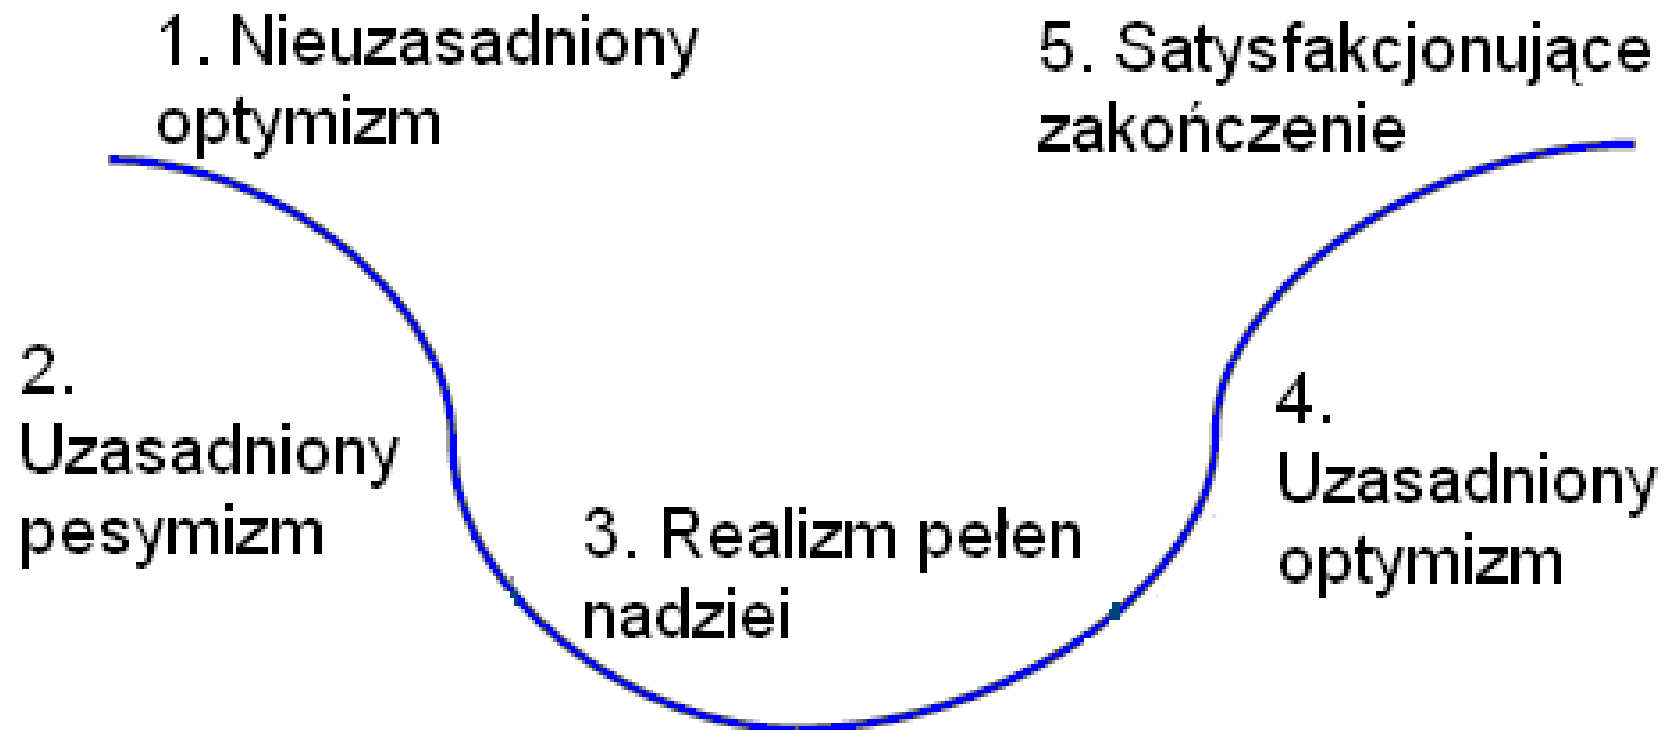 1. Nieuzasadniony
optymizm
2.
Uzasadniony
pesymizm
3. Realizm pełen
nadziei
4.
Uzasadniony
optymizm
5. Satysfakcjonujące
zakończenie